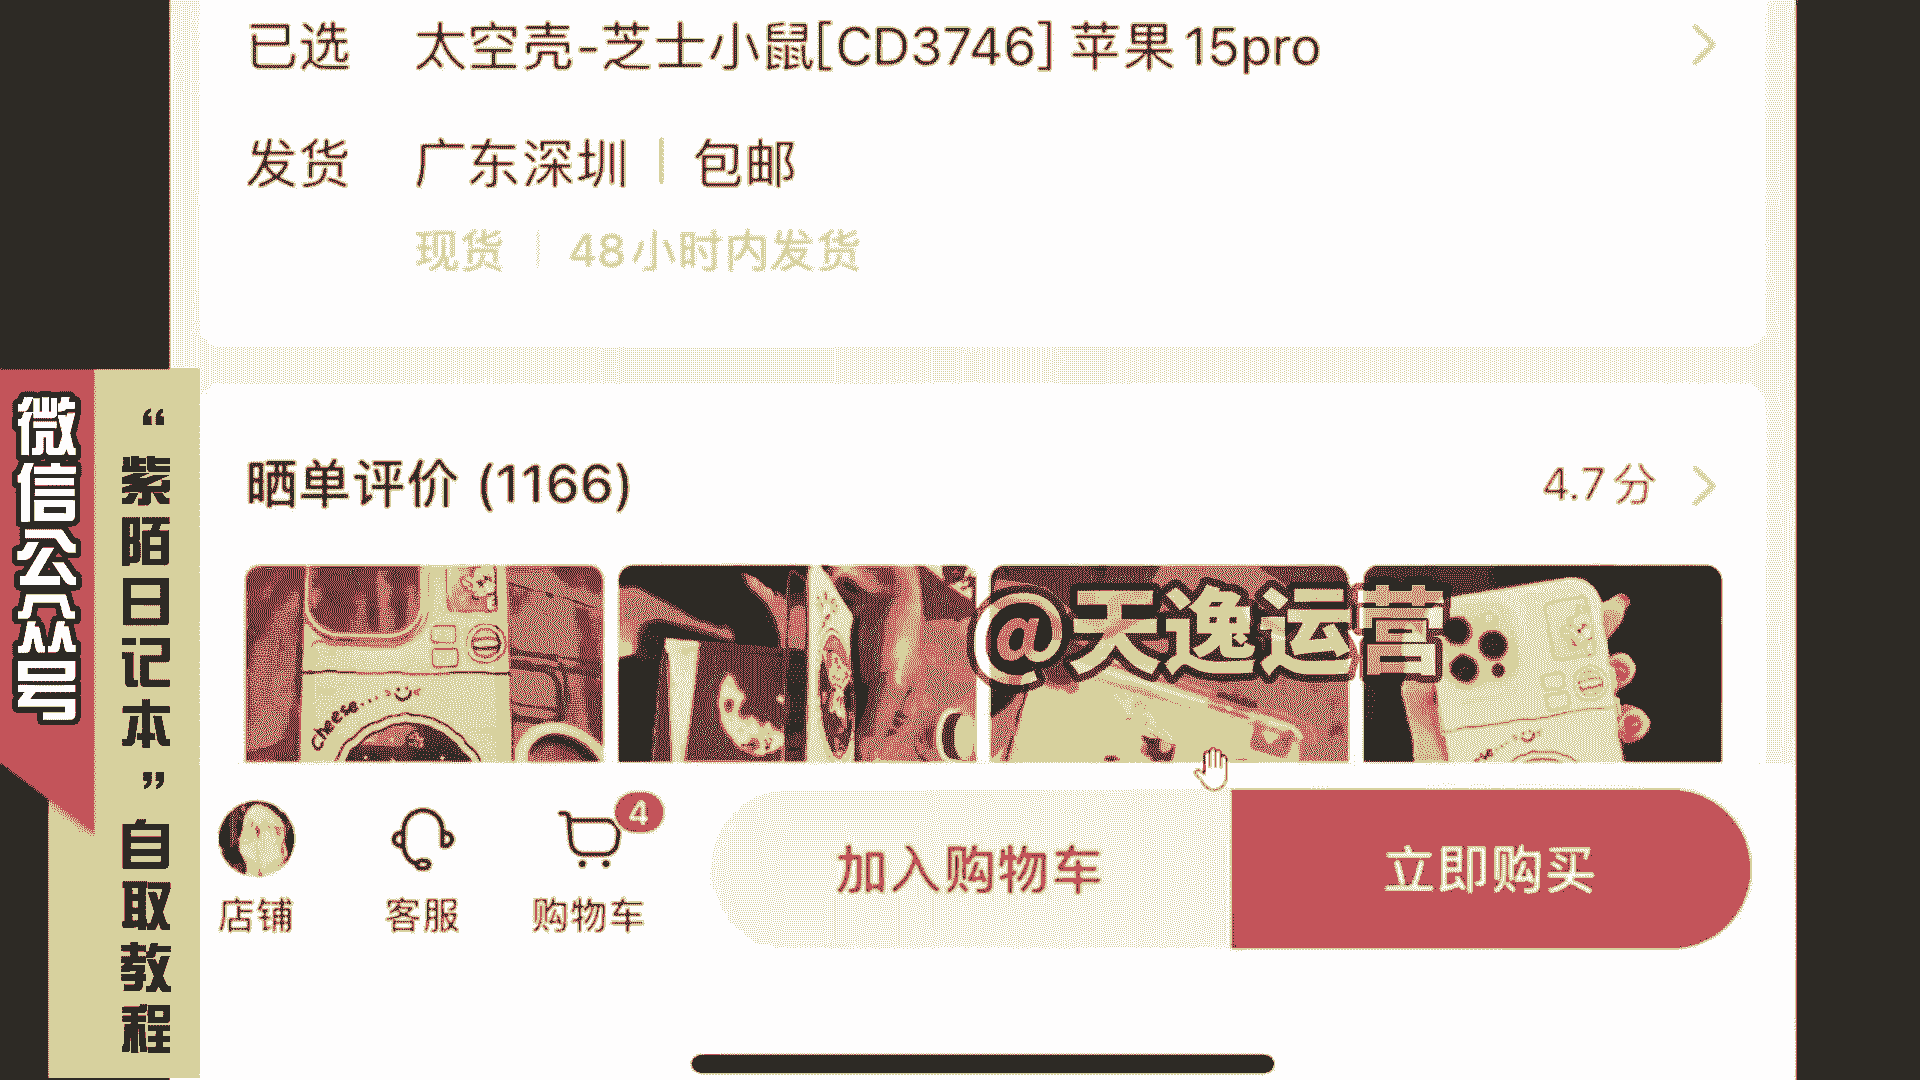 已选 太空壳-芝士小鼠[CD3746] 苹果15pro
发货 广东深圳 | 包邮
现货 | 48小时内发货
晒单评价 (1166) 4.7分
微信公众号
“紫陌日记本”自取教程
@天逸运营
Cheese....
店铺
客服
4
购物车
加入购物车
立即购买